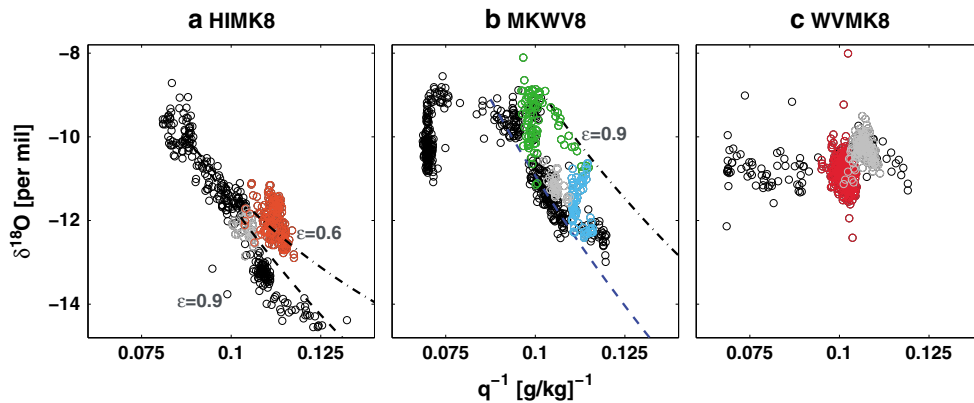 a HIMK8
b MKWV8
c WVMK8
δ¹⁸O [per mil]
−8
−10
−12
−14
ε=0.6
ε=0.9
ε=0.9
0.075 0.1 0.125
0.075 0.1 0.125
0.075 0.1 0.125
q⁻¹ [g/kg]⁻¹